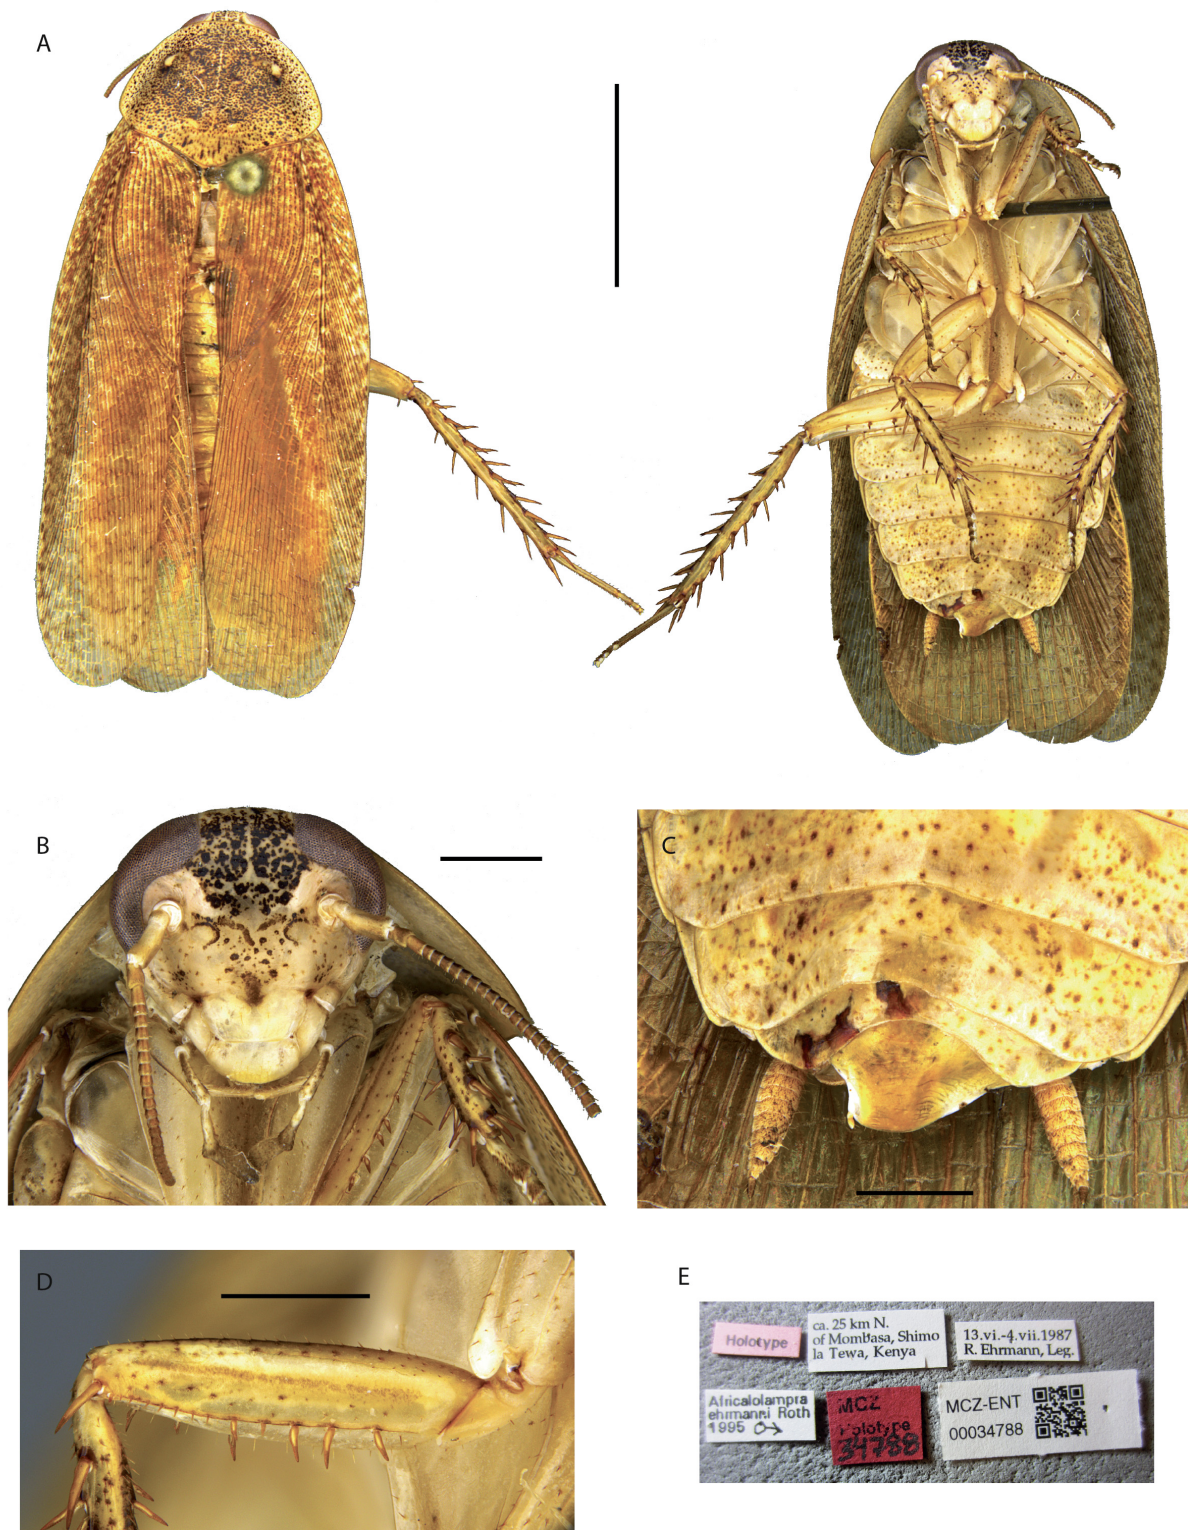 A
B
C
D
E
Holotype
ca. 25 km N.
of Mombasa, Shimo
la Tewa, Kenya
13.vi.-4.vii.1987
R. Ehrmann, Leg.
Africalolampra
ehrmanni Roth
1995
MCZ
Holotype
34788
MCZ-ENT
00034788